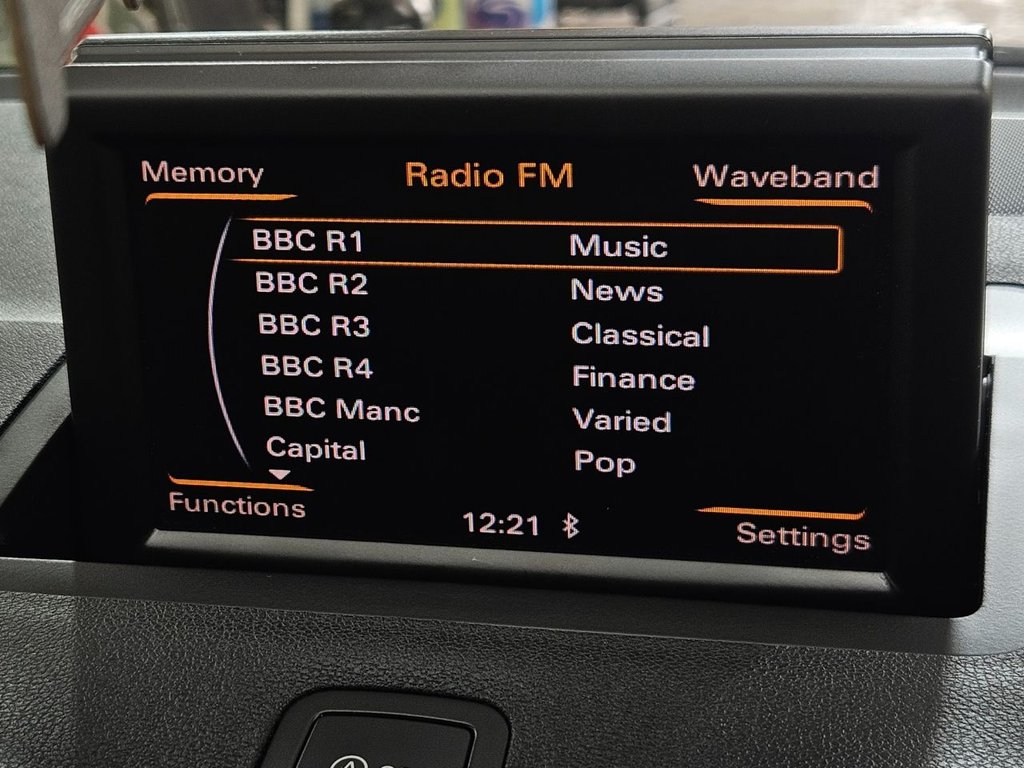 Memory Radio FM Waveband
BBC R1 Music
BBC R2 News
BBC R3 Classical
BBC R4 Finance
BBC Manc Varied
Capital Pop
Functions 12:21 Settings